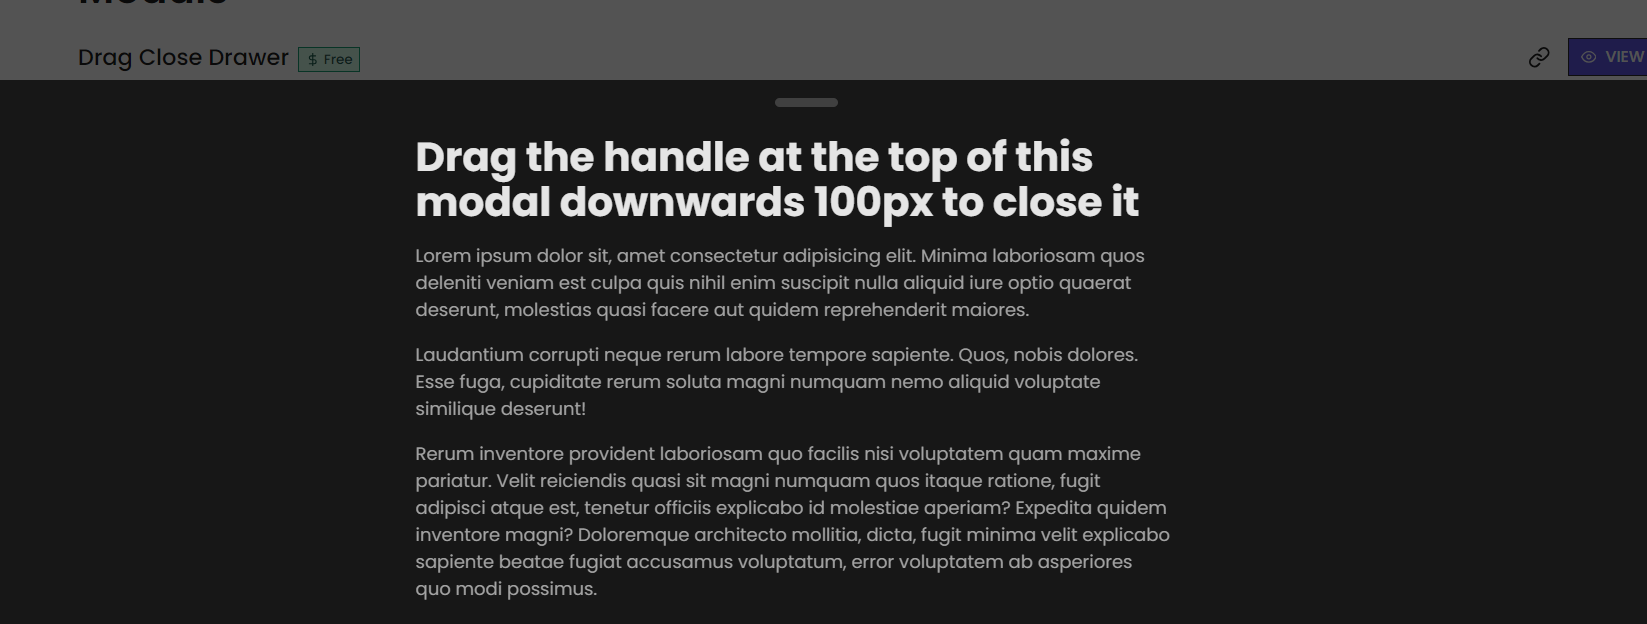 Drag Close Drawer
$ Free
VIEW
Drag the handle at the top of this
modal downwards 100px to close it
Lorem ipsum dolor sit, amet consectetur adipisicing elit. Minima laboriosam quos
deleniti veniam est culpa quis nihil enim suscipit nulla aliquid iure optio quaerat
deserunt, molestias quasi facere aut quidem reprehenderit maiores.
Laudantium corrupti neque rerum labore tempore sapiente. Quos, nobis dolores.
Esse fuga, cupiditate rerum soluta magni numquam nemo aliquid voluptate
similique deserunt!
Rerum inventore provident laboriosam quo facilis nisi voluptatem quam maxime
pariatur. Velit reiciendis quasi sit magni numquam quos itaque ratione, fugit
adipisci atque est, tenetur officiis explicabo id molestiae aperiam? Expedita quidem
inventore magni? Doloremque architecto mollitia, dicta, fugit minima velit explicabo
sapiente beatae fugiat accusamus voluptatum, error voluptatem ab asperiores
quo modi possimus.